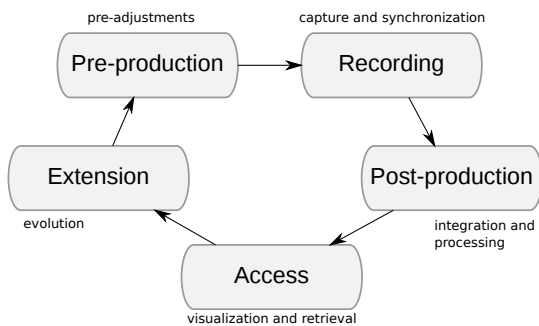 pre-adjustments
Pre-production
capture and synchronization
Recording
Post-production
integration and
processing
Access
visualization and retrieval
Extension
evolution